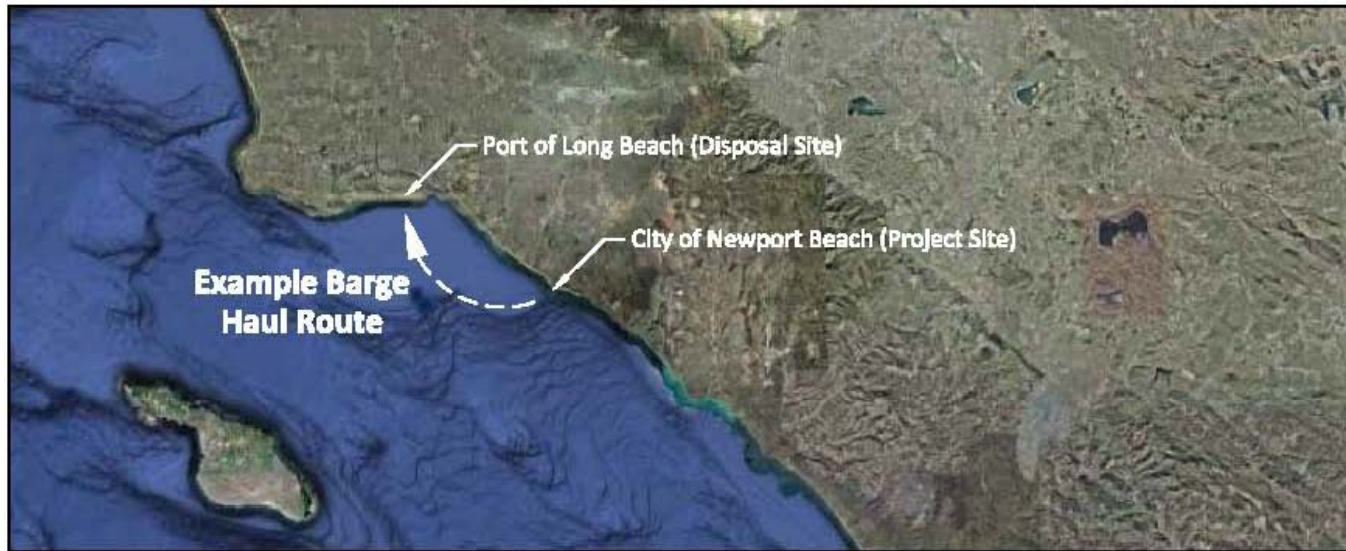 Port of Long Beach (Disposal Site)
City of Newport Beach (Project Site)
Example Barge
Haul Route